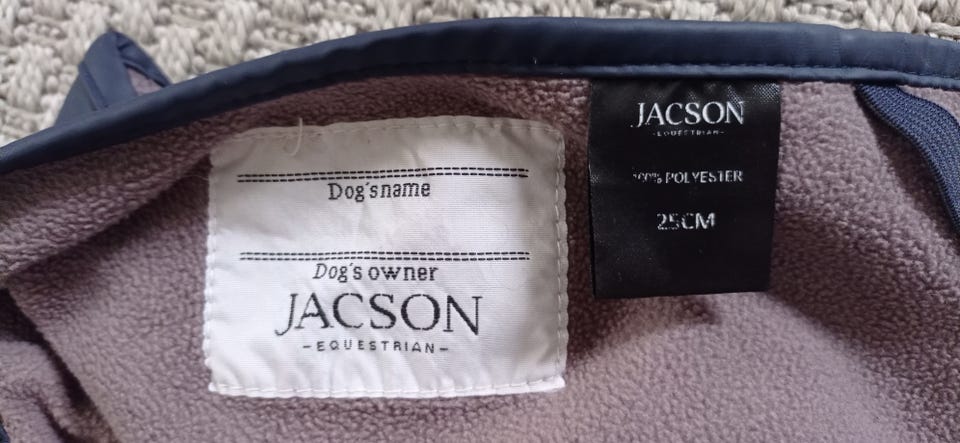 Dog's name
Dog's owner
JACSON
-EQUESTRIAN-
JACSON
-EQUESTRIAN-
100% POLYESTER
25CM